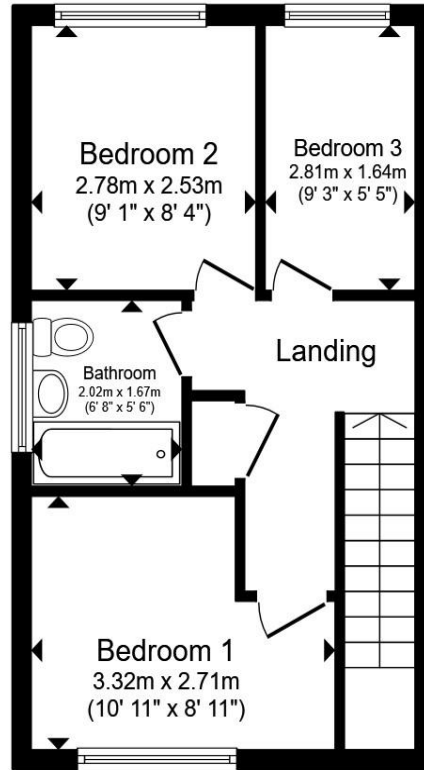 Bedroom 2
2.78m x 2.53m
(9' 1" x 8' 4")
Bedroom 3
2.81m x 1.64m
(9' 3" x 5' 5")
Landing
Bathroom
2.02m x 1.67m
(6' 8" x 5' 6")
Bedroom 1
3.32m x 2.71m
(10' 11" x 8' 11")